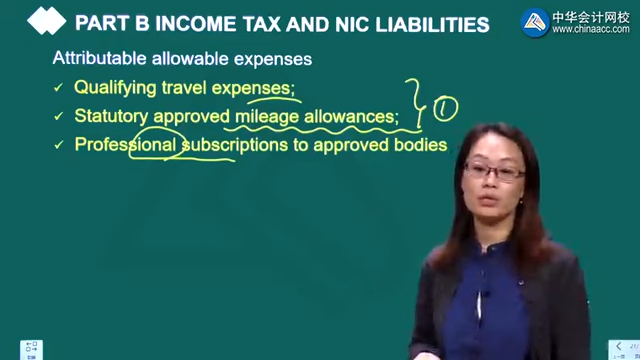 PART B INCOME TAX AND NIC LIABILITIES
中华会计网校
www.chinaacc.com
Attributable allowable expenses
✓ Qualifying travel expenses;
✓ Statutory approved mileage allowances;
①
✓ Professional subscriptions to approved bodies